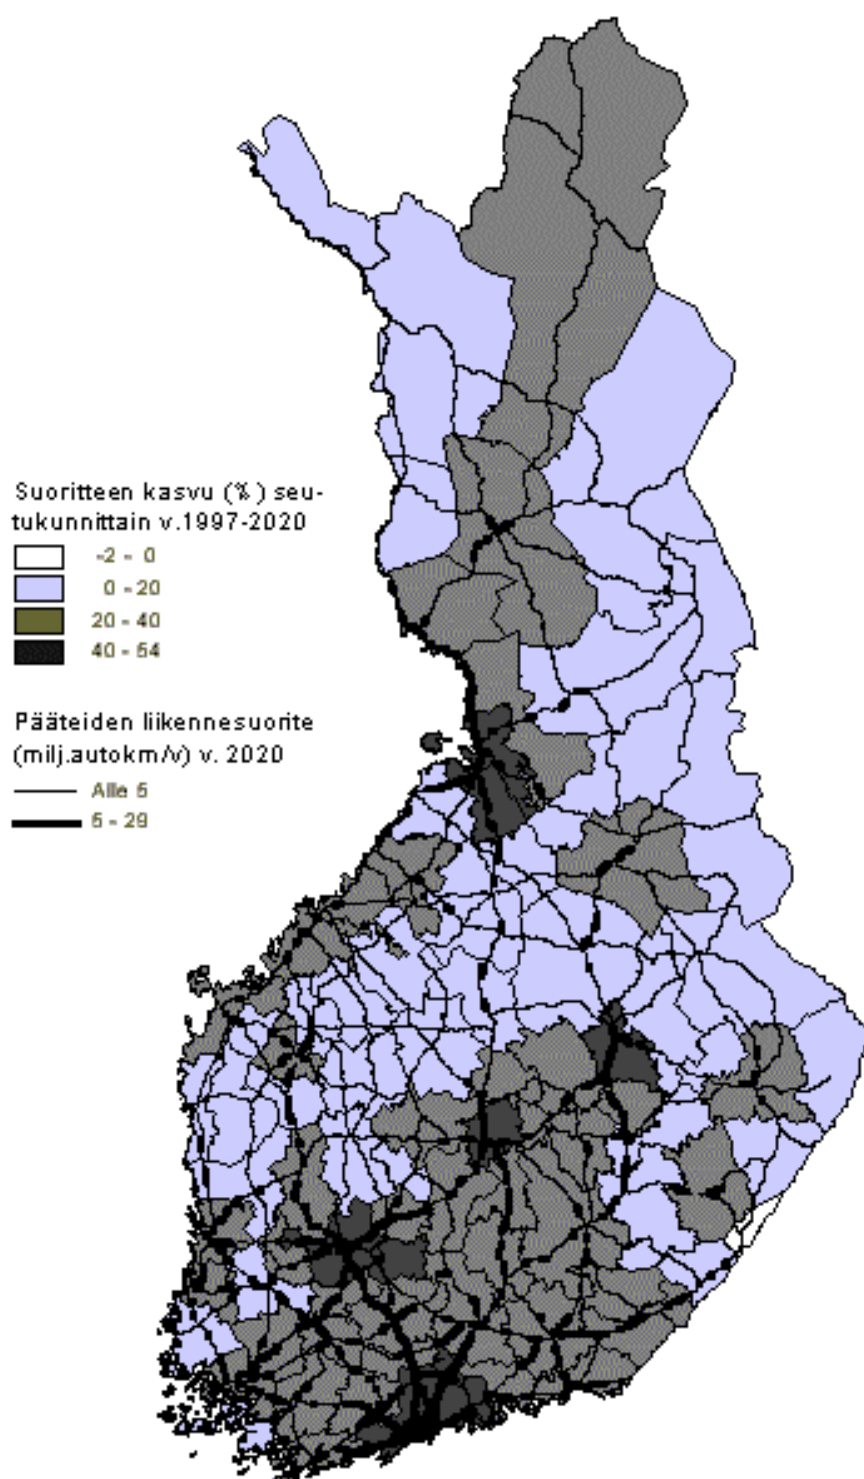 Suoritteen kasvu (%) seu-
tukunnittain v.1997-2020
-2 - 0
0 - 20
20 - 40
40 - 54
Pääteiden liikennesuorite
(milj.autokm/v) v. 2020
Alle 5
5 - 29